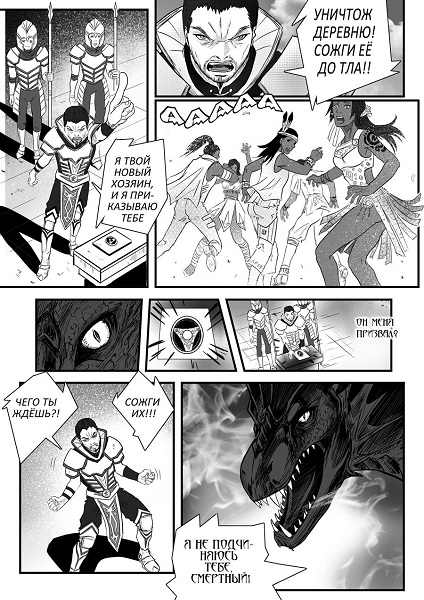 Я ТВОЙ
НОВЫЙ
ХОЗЯИН,
И Я ПРИ-
КАЗЫВАЮ
ТЕБЕ
УНИЧТОЖ
ДЕРЕВНЮ!
СОЖГИ ЕЁ
ДО ТЛА!!
АААААА
ОН МЕНЯ
ПРИЗВАЛ?
ЧЕГО ТЫ
ЖДЁШЬ?!
СОЖГИ
ИХ!!!
Я НЕ ПОДЧИ-
НЯЮСЬ
ТЕБЕ,
СМЕРТНЫЙ!